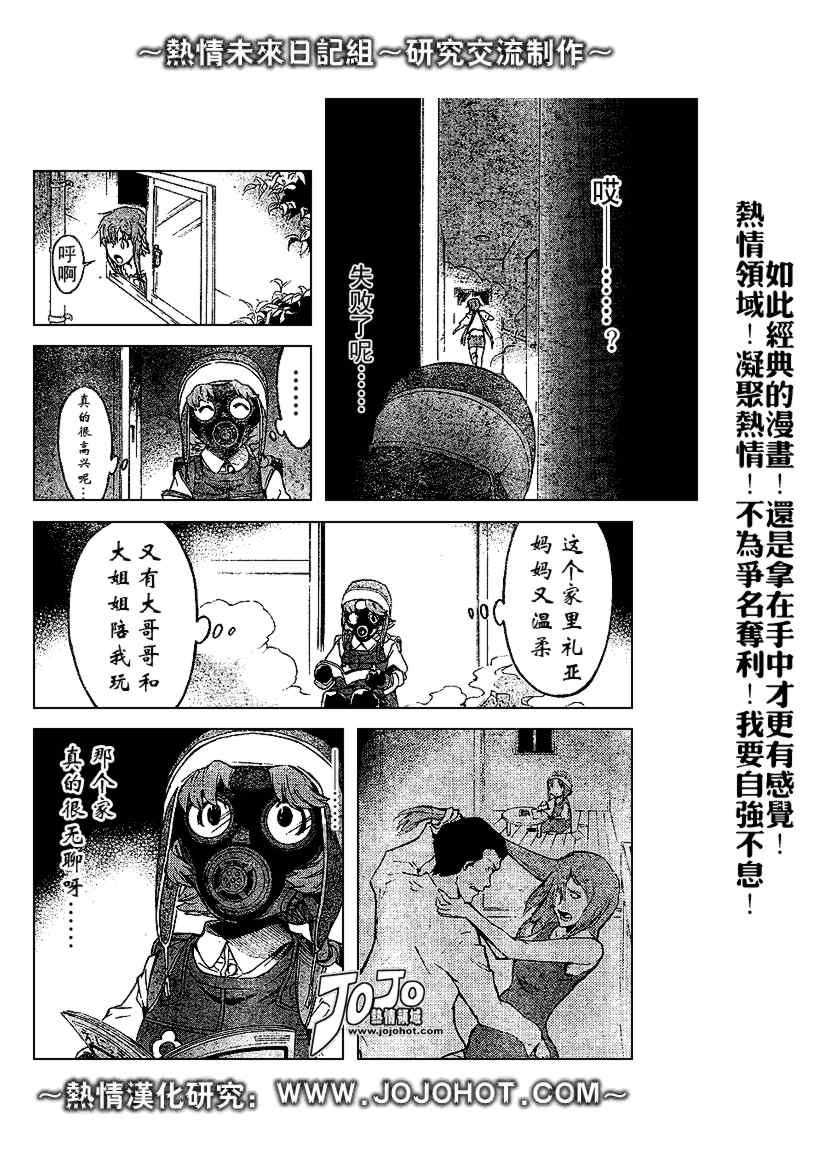 ～熱情未來日記組～研究交流制作～
哎——………？
失败了呢……
呼啊
……
真的很高兴呢…
这个家里礼亚
妈妈又温柔
又有大哥哥和
大姐姐陪我玩
………
那个家
真的很无聊呀……
JOJO
熱情領域
www.jojohot.com
如此經典的漫畫！還是拿在手中才更有感覺！
熱情領域！凝聚熱情！不為爭名奪利！我要自強不息！
～熱情漢化研究：WWW.JOJOHOT.COM～